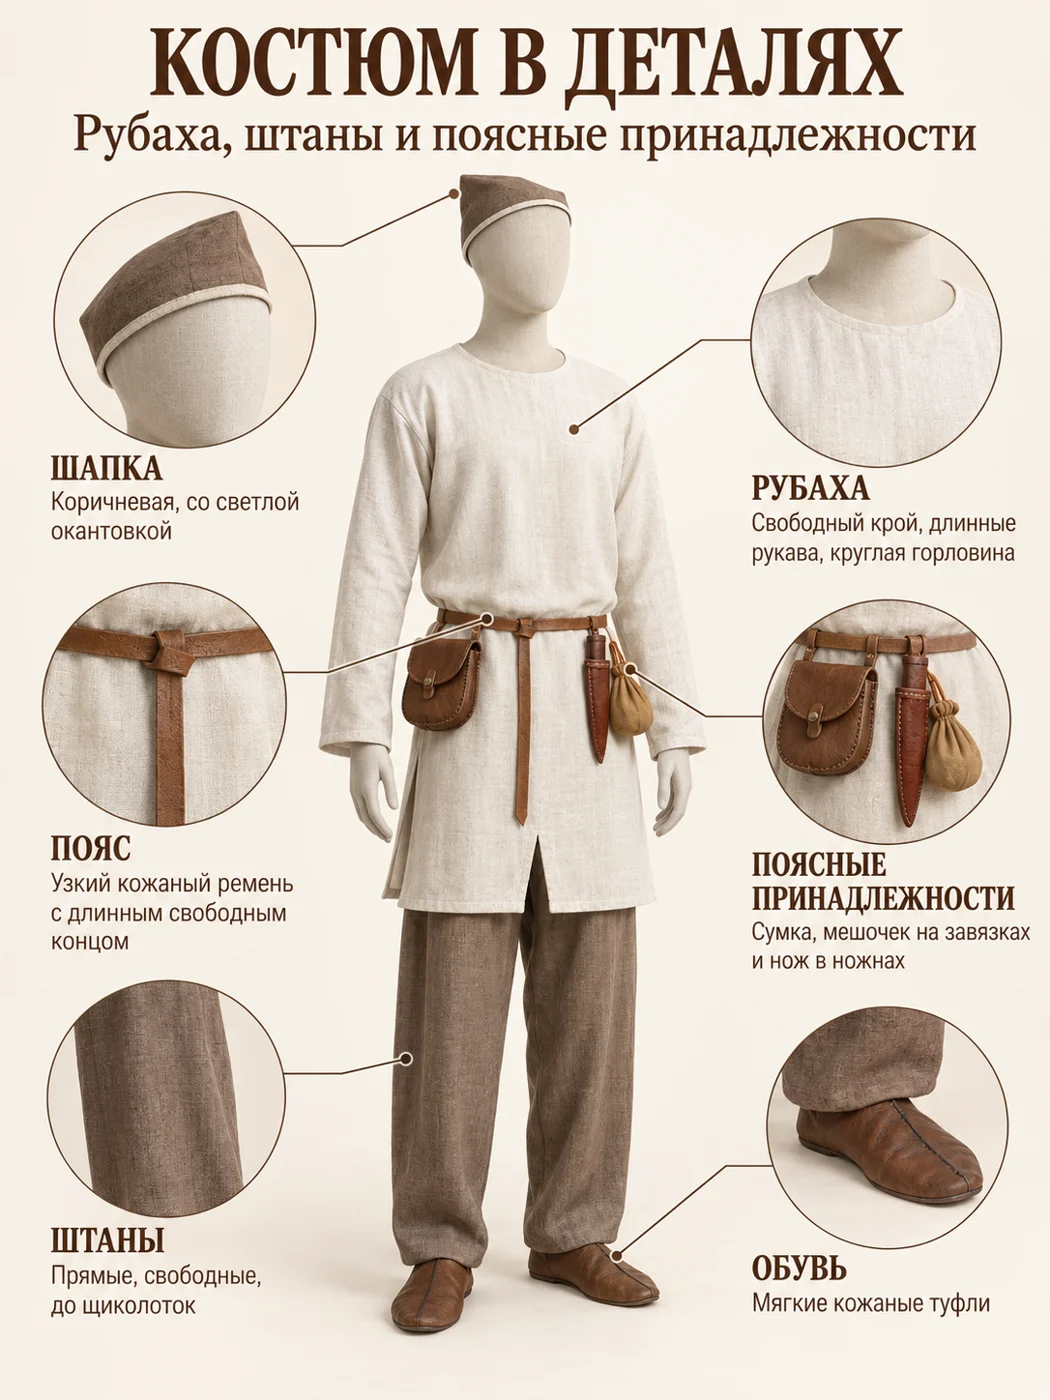 КОСТЮМ В ДЕТАЛЯХ
Рубаха, штаны и поясные принадлежности
ШАПКА
Коричневая, со светлой
окантовкой
РУБАХА
Свободный крой, длинные
рукава, круглая горловина
ПОЯС
Узкий кожаный ремень
с длинным свободным
концом
ПОЯСНЫЕ
ПРИНАДЛЕЖНОСТИ
Сумка, мешочек на завязках
и нож в ножнах
ШТАНЫ
Прямые, свободные,
до щиколоток
ОБУВЬ
Мягкие кожаные туфли